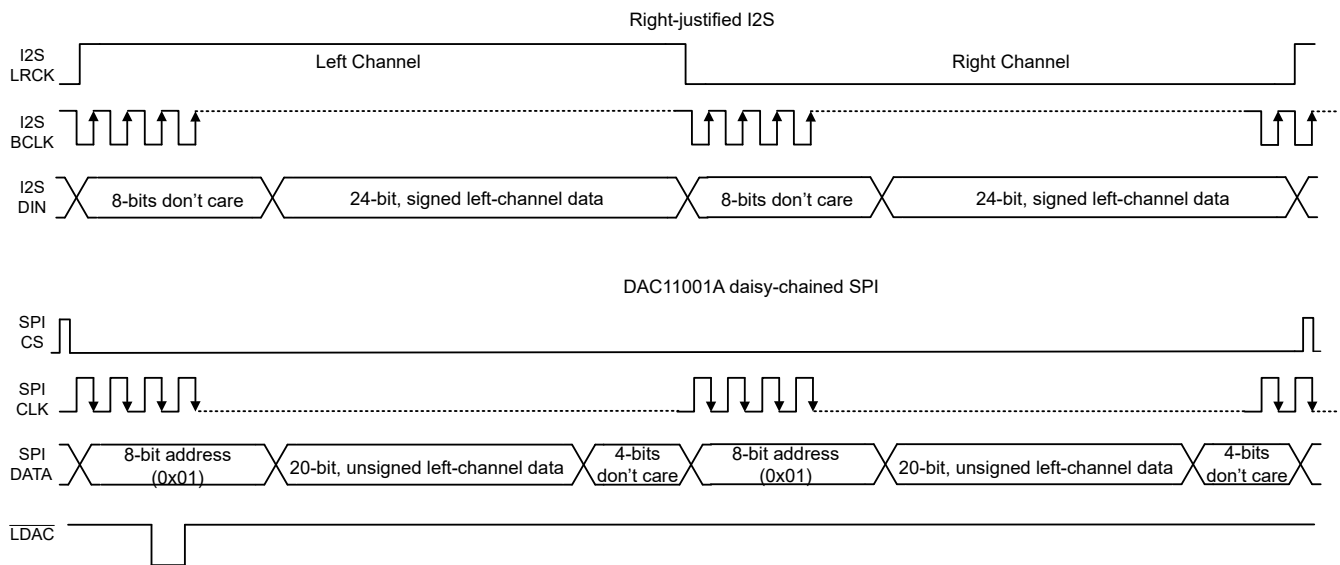 Right-justified I2S
I2S
LRCK
Left Channel
Right Channel
I2S
BCLK
I2S
DIN
8-bits don't care
24-bit, signed left-channel data
8-bits don't care
24-bit, signed left-channel data
DAC11001A daisy-chained SPI
SPI
CS
SPI
CLK
SPI
DATA
8-bit address
(0x01)
20-bit, unsigned left-channel data
4-bits
don't care
8-bit address
(0x01)
20-bit, unsigned left-channel data
4-bits
don't care
LDAC